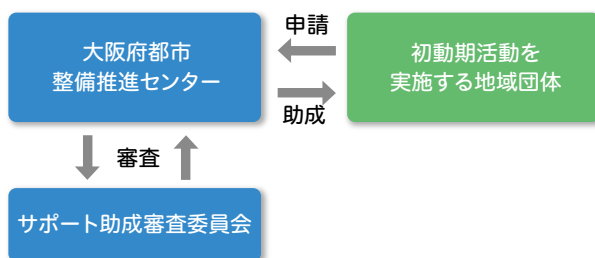 大阪府都市
整備推進センター
申請
助成
初動期活動を
実施する地域団体
審査
サポート助成審査委員会